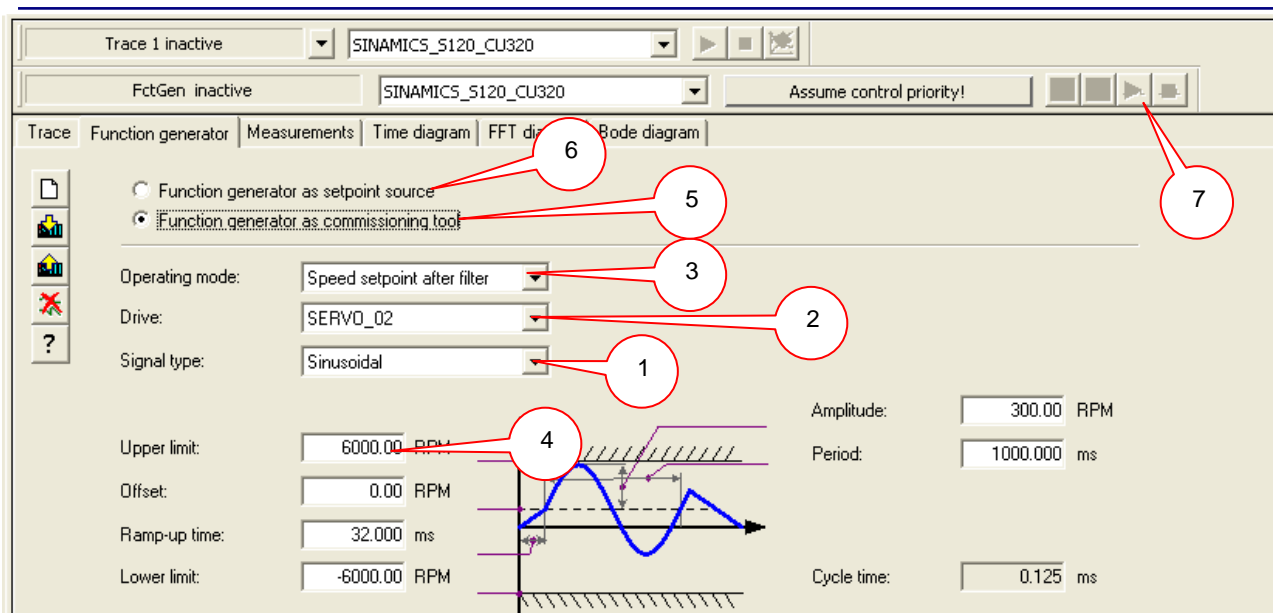 Trace 1 inactive SINAMICS_S120_CU320
FctGen inactive SINAMICS_S120_CU320 Assume control priority!
Trace Function generator Measurements Time diagram FFT di Bode diagram
6
Function generator as setpoint source
5
7
Function generator as commissioning tool
Operating mode: Speed setpoint after filter
3
Drive: SERVO_02
2
?
Signal type: Sinusoidal
1
Amplitude: 300.00 RPM
Upper limit: 6000.00 RPM
4
Period: 1000.000 ms
Offset: 0.00 RPM
Ramp-up time: 32.000 ms
Lower limit: -6000.00 RPM
Cycle time: 0.125 ms